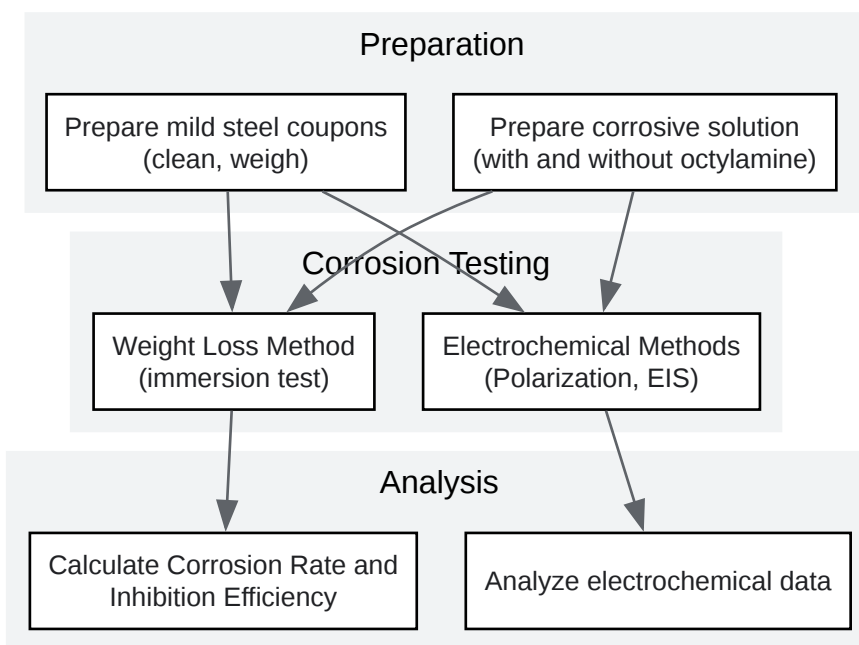 Preparation
Prepare mild steel coupons
(clean, weigh)
Prepare corrosive solution
(with and without octylamine)
Corrosion Testing
Weight Loss Method
(immersion test)
Electrochemical Methods
(Polarization, EIS)
Analysis
Calculate Corrosion Rate and
Inhibition Efficiency
Analyze electrochemical data